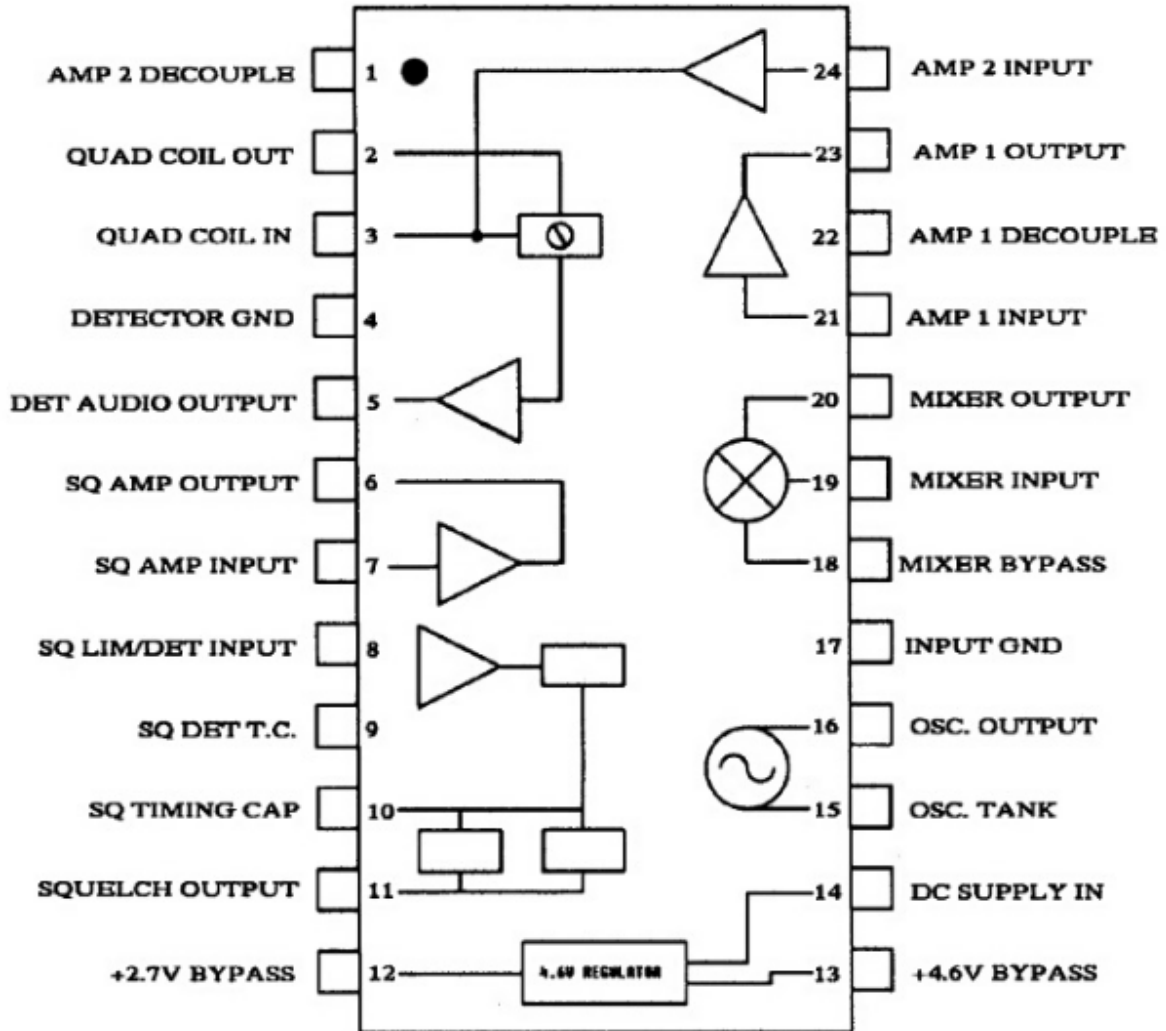 AMP 2 DECOUPLE 1 24 AMP 2 INPUT
QUAD COIL OUT 2 23 AMP 1 OUTPUT
QUAD COIL IN 3 22 AMP 1 DECOUPLE
DETECTOR GND 4 21 AMP 1 INPUT
DET AUDIO OUTPUT 5 20 MIXER OUTPUT
SQ AMP OUTPUT 6 19 MIXER INPUT
SQ AMP INPUT 7 18 MIXER BYPASS
SQ LIM/DET INPUT 8 17 INPUT GND
SQ DET T.C. 9 16 OSC. OUTPUT
SQ TIMING CAP 10 15 OSC. TANK
SQUELCH OUTPUT 11 14 DC SUPPLY IN
+2.7V BYPASS 12 4.6V REGULATOR 13 +4.6V BYPASS